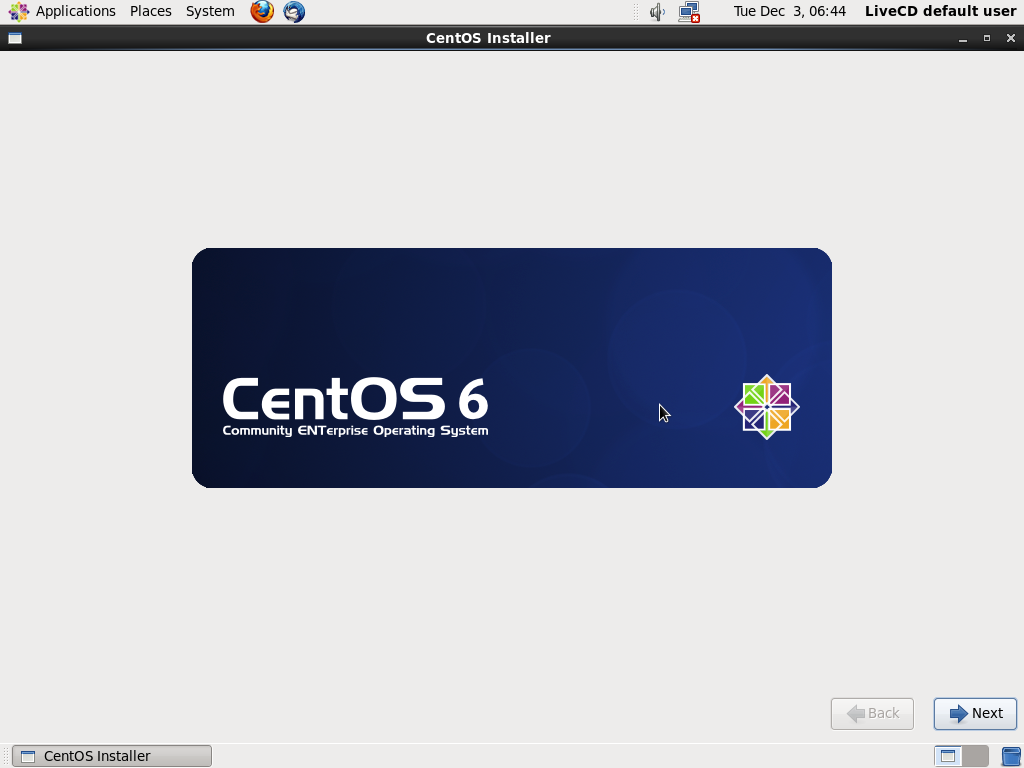 Applications Places System Tue Dec 3, 06:44 LiveCD default user
CentOS Installer
CentOS 6
Community ENTerprise Operating System
Back Next
CentOS Installer